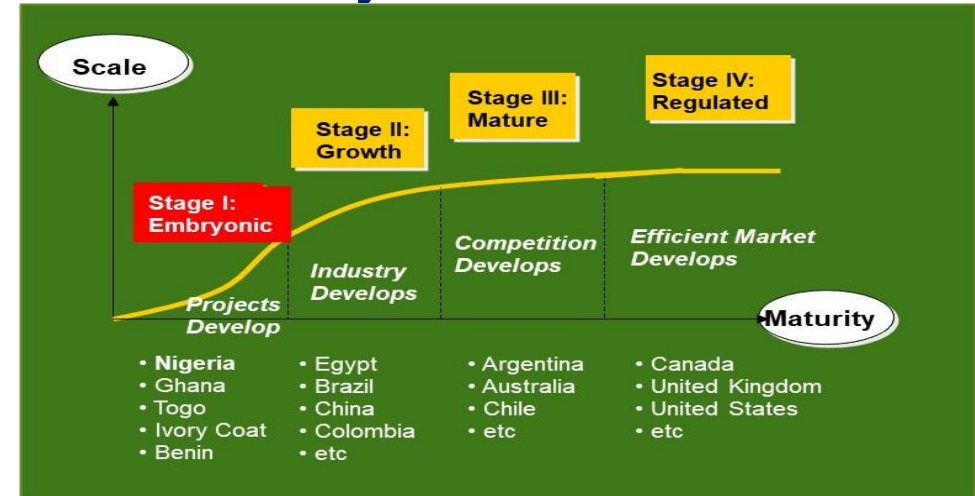 Scale
Stage I:
Embryonic
Stage II:
Growth
Stage III:
Mature
Stage IV:
Regulated
Projects
Develop
Industry
Develops
Competition
Develops
Efficient Market
Develops
Maturity
• Nigeria
• Ghana
• Togo
• Ivory Coat
• Benin
• Egypt
• Brazil
• China
• Colombia
• etc
• Argentina
• Australia
• Chile
• etc
• Canada
• United Kingdom
• United States
• etc